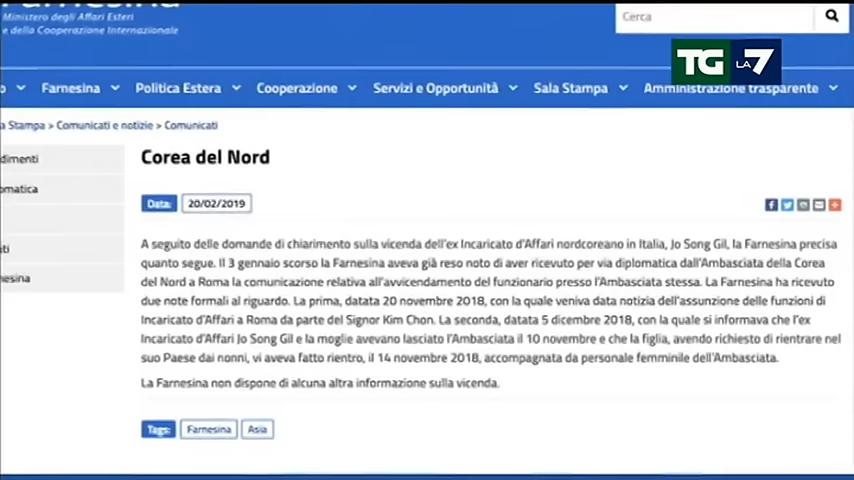 Farnesina
Ministero degli Affari Esteri
e della Cooperazione Internazionale
Cerca
TG LA 7
Farnesina Politica Estera Cooperazione Servizi e Opportunità Sala Stampa Amministrazione trasparente
a Stampa > Comunicati e notizie > Comunicati
dimenti
omatica
nesina
Corea del Nord
Data: 20/02/2019
A seguito delle domande di chiarimento sulla vicenda dell'ex Incaricato d'Affari nordcoreano in Italia, Jo Song Gil, la Farnesina precisa
quanto segue. Il 3 gennaio scorso la Farnesina aveva già reso noto di aver ricevuto per via diplomatica dall'Ambasciata della Corea
del Nord a Roma la comunicazione relativa all'avvicendamento del funzionario presso l'Ambasciata stessa. La Farnesina ha ricevuto
due note formali al riguardo. La prima, datata 20 novembre 2018, con la quale veniva data notizia dell'assunzione delle funzioni di
Incaricato d'Affari a Roma da parte del Signor Kim Chon. La seconda, datata 5 dicembre 2018, con la quale si informava che l'ex
Incaricato d'Affari Jo Song Gil e la moglie avevano lasciato l'Ambasciata il 10 novembre e che la figlia, avendo richiesto di rientrare nel
suo Paese dai nonni, vi aveva fatto rientro, il 14 novembre 2018, accompagnata da personale femminile dell'Ambasciata.
La Farnesina non dispone di alcuna altra informazione sulla vicenda.
Tags: Farnesina Asia